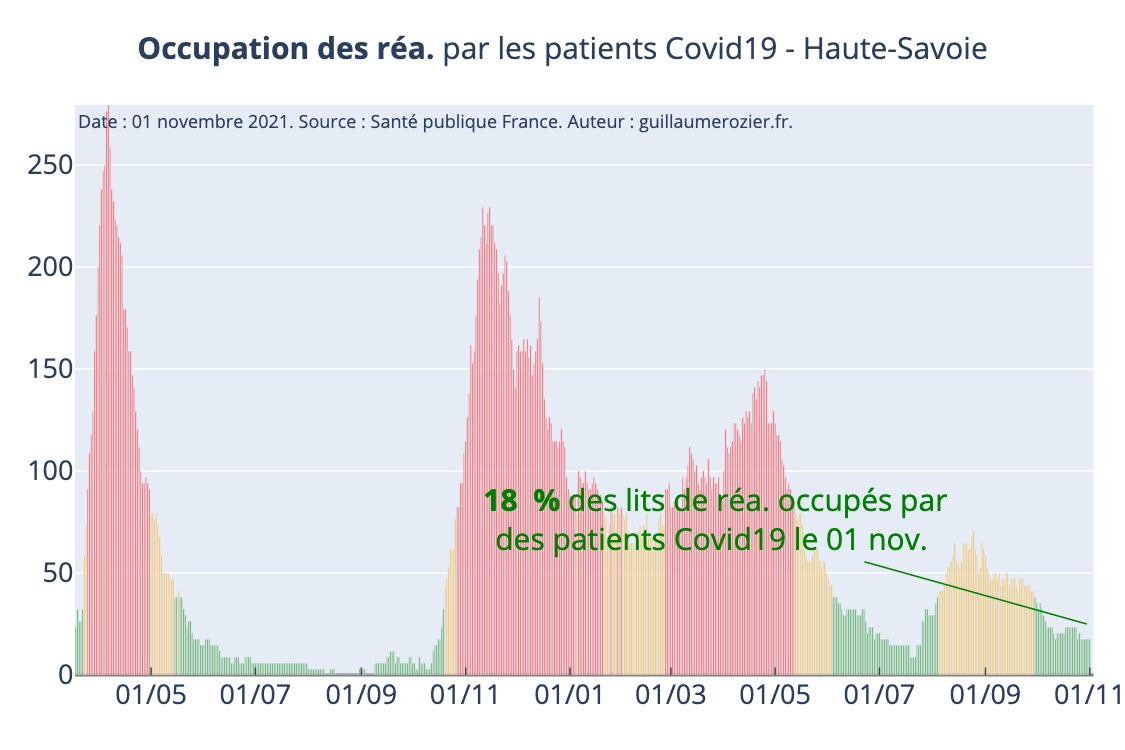 Occupation des réa. par les patients Covid19 - Haute-Savoie
Date : 01 novembre 2021. Source : Santé publique France. Auteur : guillaumerozier.fr.
250
200
150
100
50
0
18 % des lits de réa. occupés par
des patients Covid19 le 01 nov.
01/05 01/07 01/09 01/11 01/01 01/03 01/05 01/07 01/09 01/11